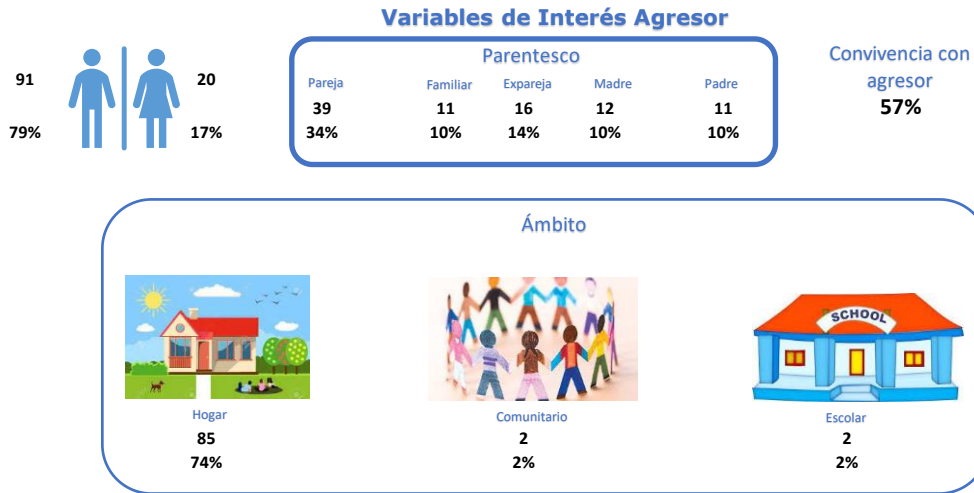 Variables de Interés Agresor
91
79%
20
17%
Parentesco
Pareja Familiar Expareja Madre Padre
39 11 16 12 11
34% 10% 14% 10% 10%
Convivencia con
agresor
57%
Ámbito
SCHOOL
Hogar Comunitario Escolar
85 2 2
74% 2% 2%